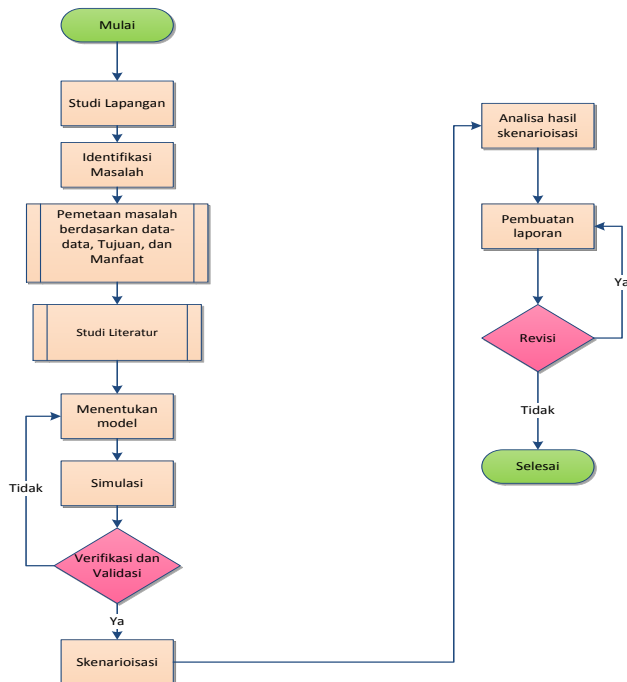 Mulai
Studi Lapangan
Identifikasi
Masalah
Pemetaan masalah
berdasarkan data-
data, Tujuan, dan
Manfaat
Studi Literatur
Menentukan
model
Simulasi
Tidak
Verifikasi dan
Validasi
Ya
Skenarioisasi
Analisa hasil
skenarioisasi
Pembuatan
laporan
Ya
Revisi
Tidak
Selesai